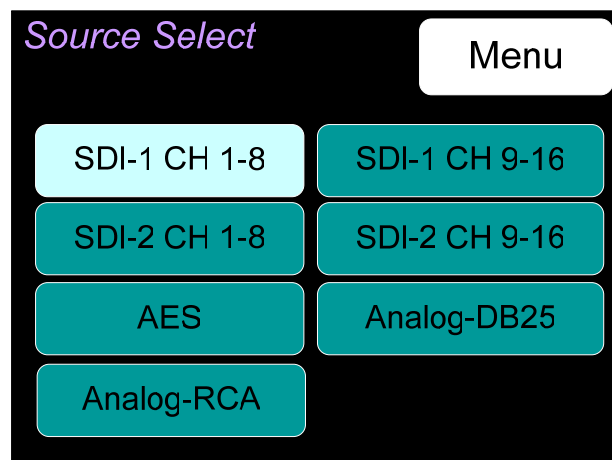 Source Select
Menu
SDI-1 CH 1-8
SDI-1 CH 9-16
SDI-2 CH 1-8
SDI-2 CH 9-16
AES
Analog-DB25
Analog-RCA